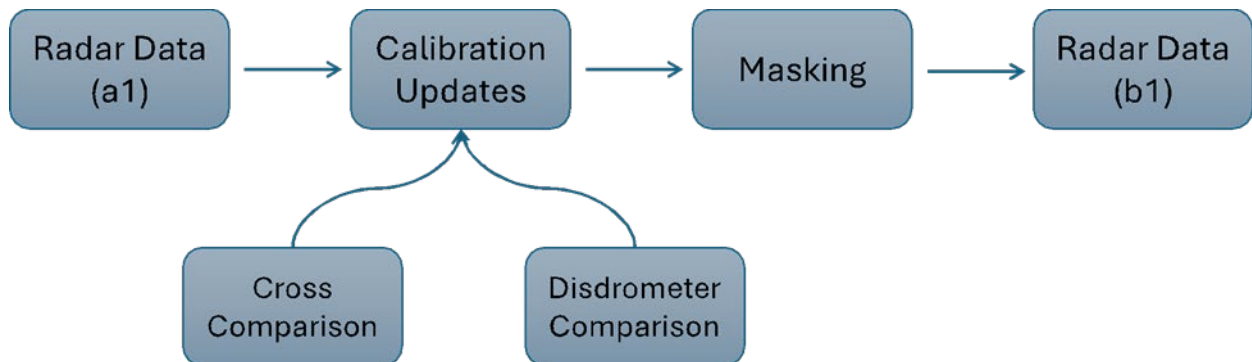 Radar Data
(a1)
Calibration
Updates
Masking
Radar Data
(b1)
Cross
Comparison
Disdrometer
Comparison